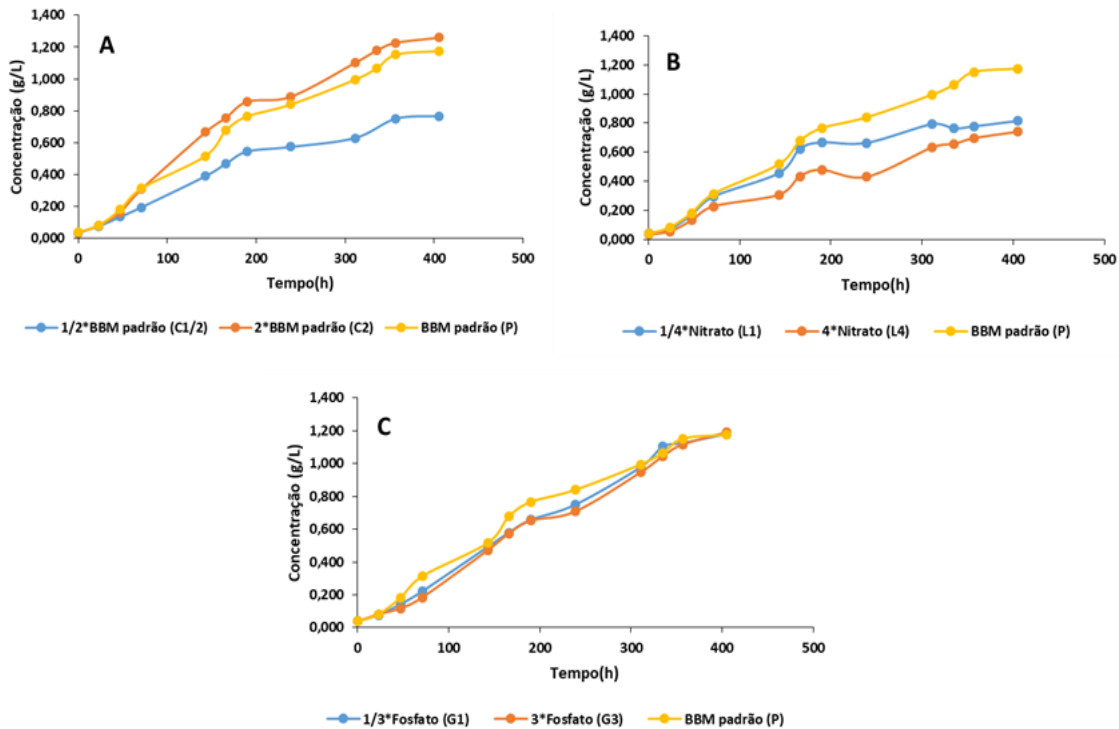 A
Concentração (g/L)
1,400
1,200
1,000
0,800
0,600
0,400
0,200
0,000
0 100 200 300 400 500
Tempo(h)
1/2*BBM padrão (C1/2) 2*BBM padrão (C2) BBM padrão (P)
B
Concentração (g/L)
1,400
1,200
1,000
0,800
0,600
0,400
0,200
0,000
0 100 200 300 400 500
Tempo(h)
1/4*Nitrato (L1) 4*Nitrato (L4) BBM padrão (P)
C
Concentração (g/L)
1,400
1,200
1,000
0,800
0,600
0,400
0,200
0,000
0 100 200 300 400 500
Tempo(h)
1/3*Fosfato (G1) 3*Fosfato (G3) BBM padrão (P)